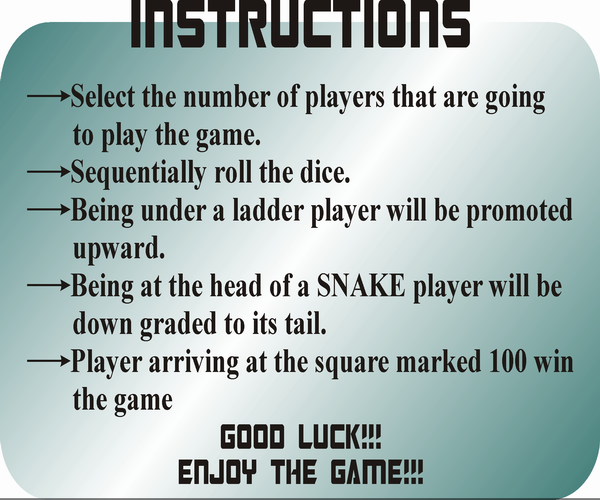 INSTRUCTIONS
→Select the number of players that are going
to play the game.
→Sequentially roll the dice.
→Being under a ladder player will be promoted
upward.
→Being at the head of a SNAKE player will be
down graded to its tail.
→Player arriving at the square marked 100 win
the game
GOOD LUCK!!!
ENJOY THE GAME!!!